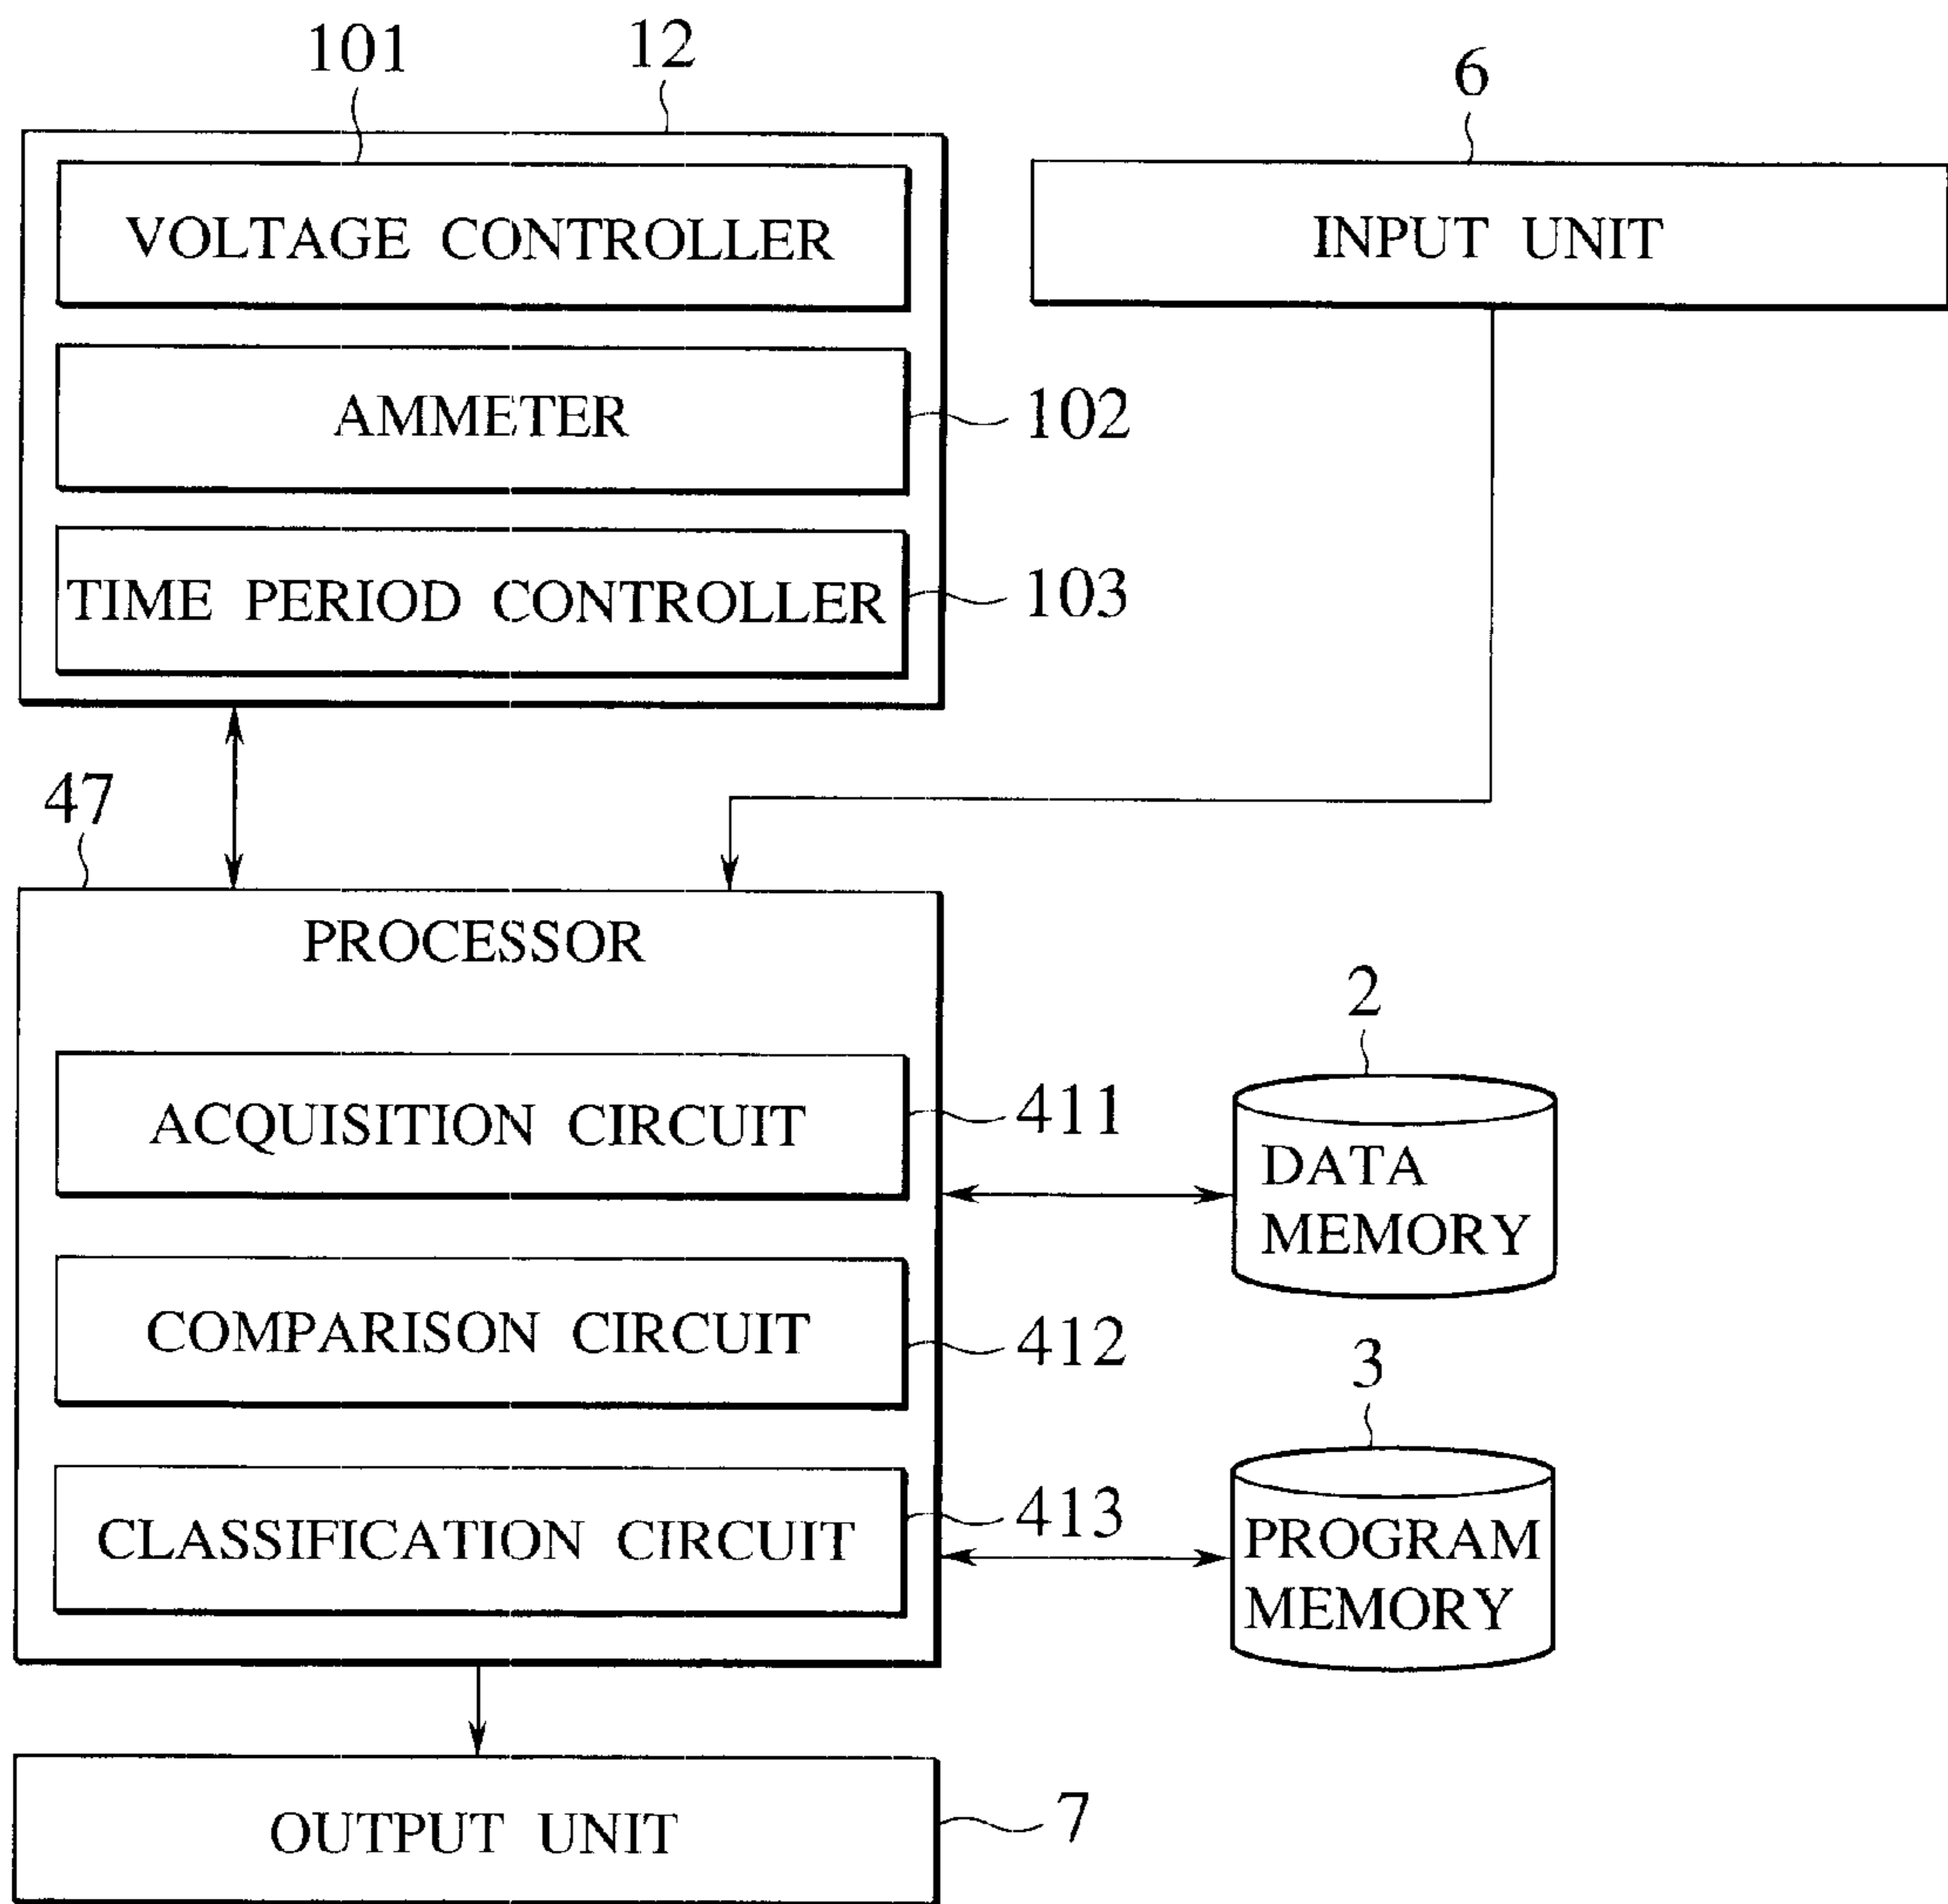 101
12
6
VOLTAGE CONTROLLER
INPUT UNIT
AMMETER
102
TIME PERIOD CONTROLLER
103
47
PROCESSOR
2
ACQUISITION CIRCUIT
411
DATA
MEMORY
COMPARISON CIRCUIT
412
3
CLASSIFICATION CIRCUIT
413
PROGRAM
MEMORY
OUTPUT UNIT
7